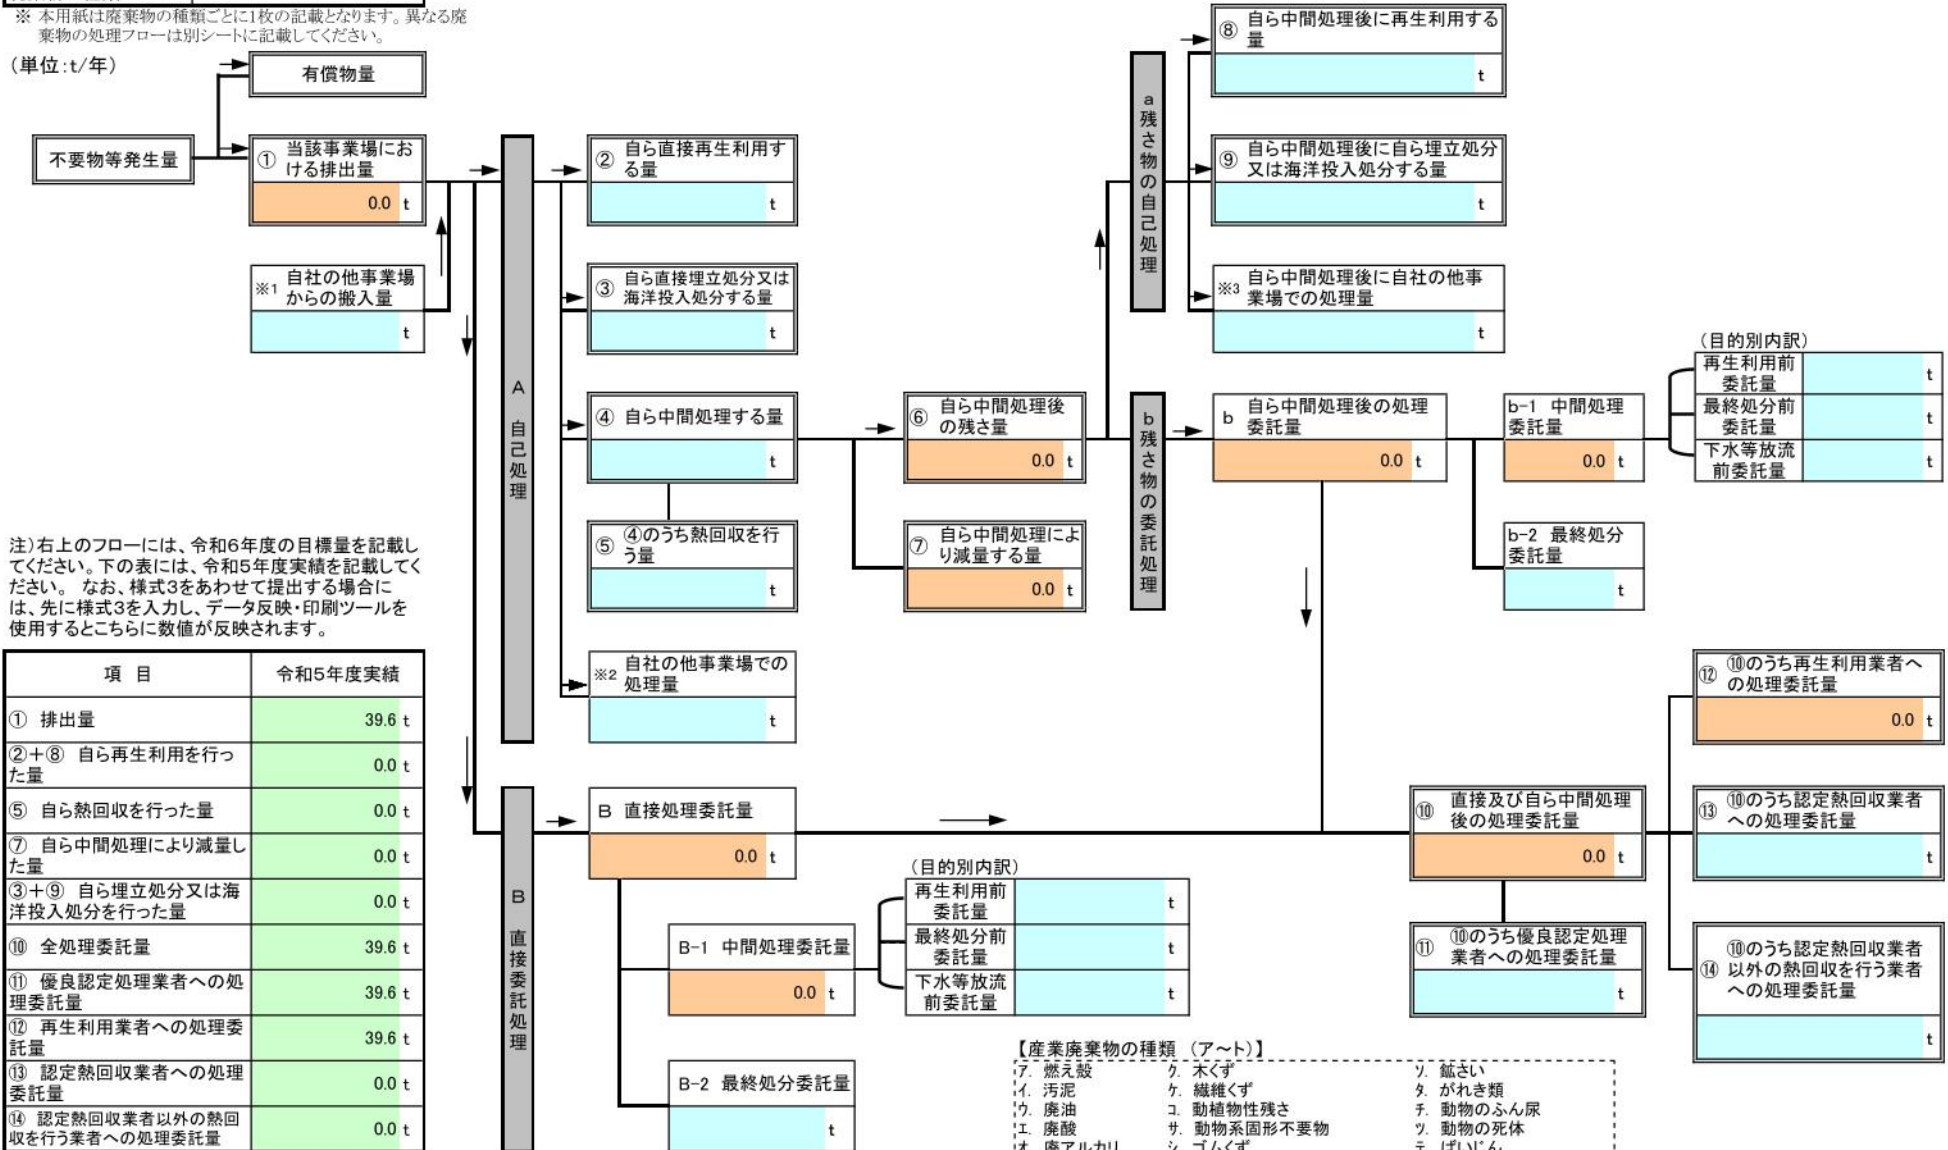 ※ 本用紙は廃棄物の種類ごとに1枚の記載となります。異なる廃
棄物の処理フローは別シートに記載してください。
（単位：t/年）
有償物量
不要物等発生量
① 当該事業場にお
ける排出量
0.0 t
※1 自社の他事業場
からの搬入量
t
A 自己処理
② 自ら直接再生利用す
る量
t
③ 自ら直接埋立処分又は
海洋投入処分する量
t
④ 自ら中間処理する量
t
⑤ ④のうち熱回収を行
う量
t
※2 自社の他事業場での
処理量
t
⑥ 自ら中間処理後
の残さ量
0.0 t
⑦ 自ら中間処理によ
り減量する量
0.0 t
a 残さ物の自己処理
⑧ 自ら中間処理後に再生利用する
量
t
⑨ 自ら中間処理後に自ら埋立処分
又は海洋投入処分する量
t
※3 自ら中間処理後に自社の他事
業場での処理量
t
b 残さ物の委託処理
b 自ら中間処理後の処理
委託量
0.0 t
b-1 中間処理
委託量
0.0 t
（目的別内訳）
再生利用前
委託量
t
最終処分前
委託量
t
下水等放流
前委託量
t
b-2 最終処分
委託量
t
注）右上のフローには、令和6年度の目標量を記載し
てください。下の表には、令和5年度実績を記載してく
ださい。 なお、様式3をあわせて提出する場合に
は、先に様式3を入力し、データ反映・印刷ツールを
使用するとこちらに数値が反映されます。
項 目 令和5年度実績
① 排出量 39.6 t
②＋⑧ 自ら再生利用を行っ
た量 0.0 t
⑤ 自ら熱回収を行った量 0.0 t
⑦ 自ら中間処理により減量し
た量 0.0 t
③＋⑨ 自ら埋立処分又は海
洋投入処分を行った量 0.0 t
⑩ 全処理委託量 39.6 t
⑪ 優良認定処理業者への処
理委託量 39.6 t
⑫ 再生利用業者への処理委
託量 39.6 t
⑬ 認定熱回収業者への処理
委託量 0.0 t
⑭ 認定熱回収業者以外の熱回
収を行う業者への処理委託量 0.0 t
B 直接委託処理
B 直接処理委託量
0.0 t
B-1 中間処理委託量
0.0 t
（目的別内訳）
再生利用前
委託量
t
最終処分前
委託量
t
下水等放流
前委託量
t
B-2 最終処分委託量
t
⑩ 直接及び自ら中間処理
後の処理委託量
0.0 t
⑪ ⑩のうち優良認定処理
業者への処理委託量
t
⑫ ⑩のうち再生利用業者へ
の処理委託量
0.0 t
⑬ ⑩のうち認定熱回収業者
への処理委託量
t
⑭ ⑩のうち認定熱回収業者
以外の熱回収を行う業者
への処理委託量
t
【産業廃棄物の種類 （ア～ト）】
ア. 燃え殻 ク. 木くず ソ. 鉱さい
イ. 汚泥 ケ. 繊維くず タ. がれき類
ウ. 廃油 コ. 動植物性残さ チ. 動物のふん尿
エ. 廃酸 サ. 動物系固形不要物 ツ. 動物の死体
オ. 廃アルカリ シ. ゴムくず テ. ばいじん